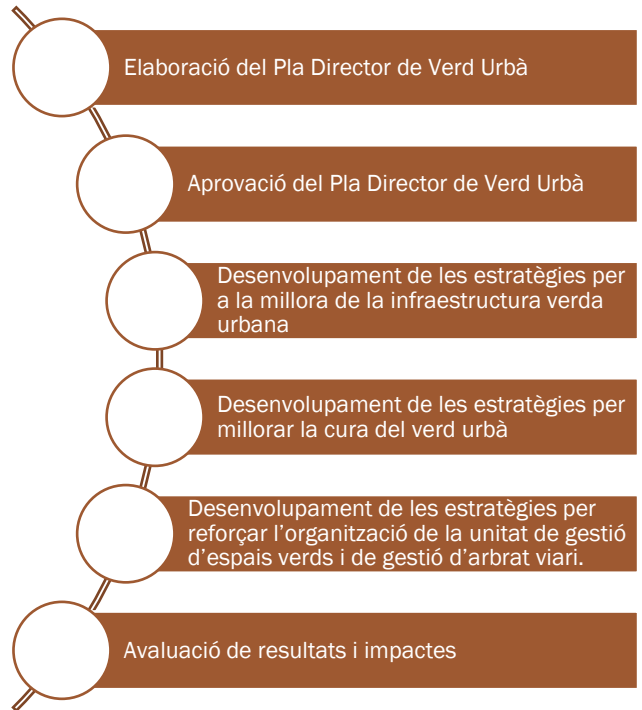 Elaboració del Pla Director de Verd Urbà
Aprovació del Pla Director de Verd Urbà
Desenvolupament de les estratègies per
a la millora de la infraestructura verda
urbana
Desenvolupament de les estratègies per
millorar la cura del verd urbà
Desenvolupament de les estratègies per
reforçar l’organització de la unitat de gestió
d’espais verds i de gestió d’arbrat viari.
Avaluació de resultats i impactes